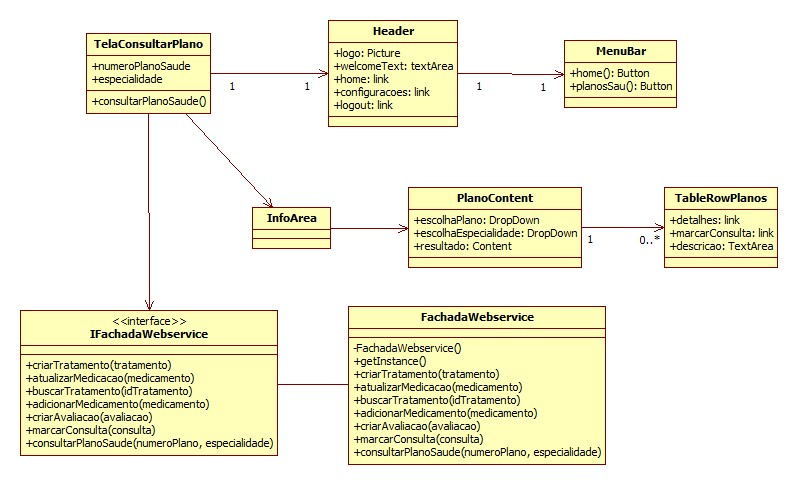 TelaConsultarPlano
+numeroPlanoSaude
+especialidade
+consultarPlanoSaude()
1
1
Header
+logo: Picture
+welcomeText: textArea
+home: link
+configuracoes: link
+logout: link
1
1
MenuBar
+home(): Button
+planosSau(): Button
InfoArea
PlanoContent
+escolhaPlano: DropDown
+escolhaEspecialidade: DropDown
+resultado: Content
1
0..*
TableRowPlanos
+detalhes: link
+marcarConsulta: link
+descricao: TextArea
<<interface>>
IFachadaWebservice
+criarTratamento(tratamento)
+atualizarMedicacao(medicamento)
+buscarTratamento(idTratamento)
+adicionarMedicamento(medicamento)
+criarAvaliacao(avaliacao)
+marcarConsulta(consulta)
+consultarPlanoSaude(numeroPlano, especialidade)
FachadaWebservice
-FachadaWebservice()
+getInstance()
+criarTratamento(tratamento)
+atualizarMedicacao(medicamento)
+buscarTratamento(idTratamento)
+adicionarMedicamento(medicamento)
+criarAvaliacao(avaliacao)
+marcarConsulta(consulta)
+consultarPlanoSaude(numeroPlano, especialidade)